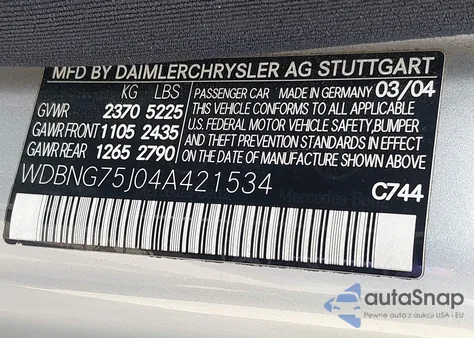 MFD BY DAIMLERCHRYSLER AG STUTTGART
KG LBS
GVWR 2370 5225
GAWR FRONT 1105 2435
GAWR REAR 1265 2790
PASSENGER CAR MADE IN GERMANY 03/04
THIS VEHICLE CONFORMS TO ALL APPLICABLE
U.S. FEDERAL MOTOR VEHICLE SAFETY, BUMPER
AND THEFT PREVENTION STANDARDS IN EFFECT
ON THE DATE OF MANUFACTURE SHOWN ABOVE
WDBNG75J04A421534
C744
autoSnap
Pewne auta z aukcji USA i EU